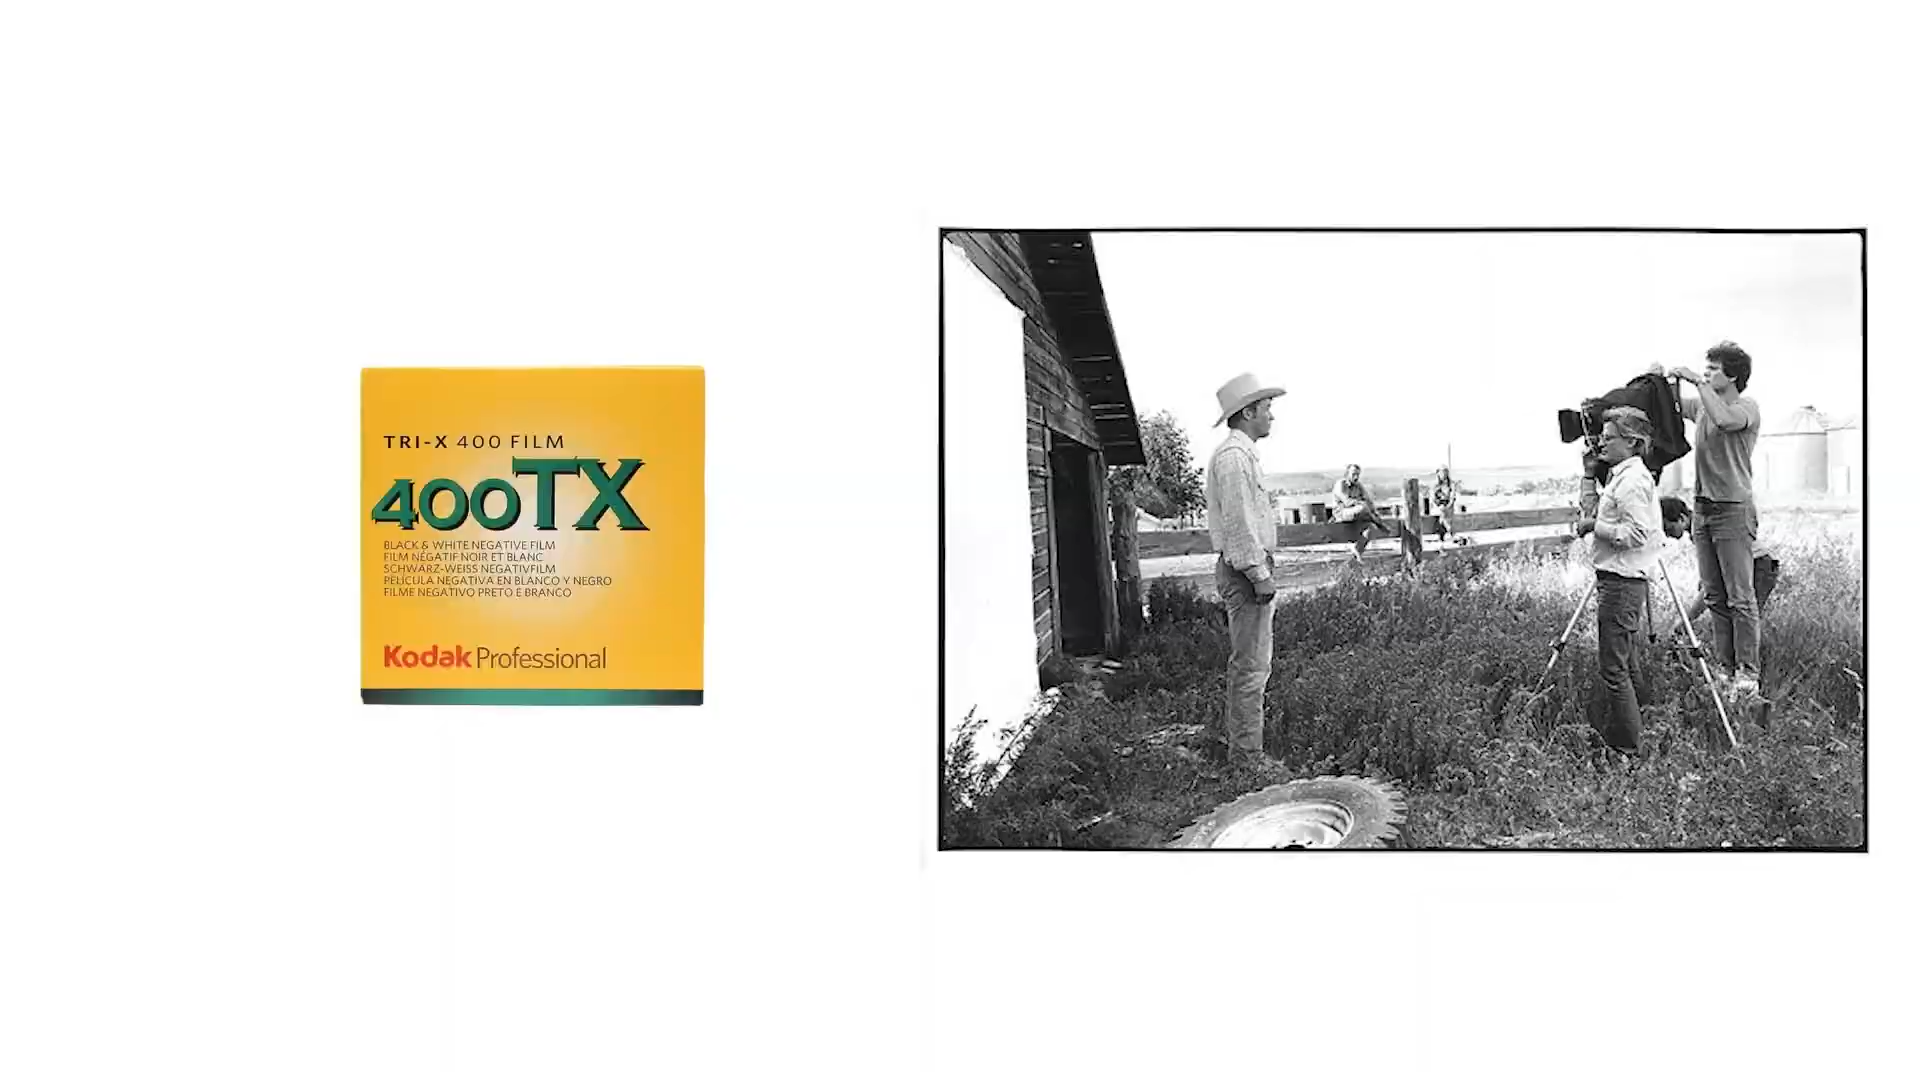 TRI-X 400 FILM
400TX
BLACK & WHITE NEGATIVE FILM
FILM NÉGATIF NOIR ET BLANC
SCHWARZ-WEISS NEGATIVFILM
PELÍCULA NEGATIVA EN BLANCO Y NEGRO
FILME NEGATIVO PRETO E BRANCO
Kodak Professional